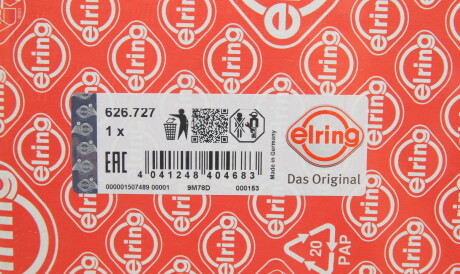 elring
626.727
1 x
EAC
4 041248 404683
000001507489 00001 9M78D 000163
Made in Germany
elring
Das Original
20
PAP